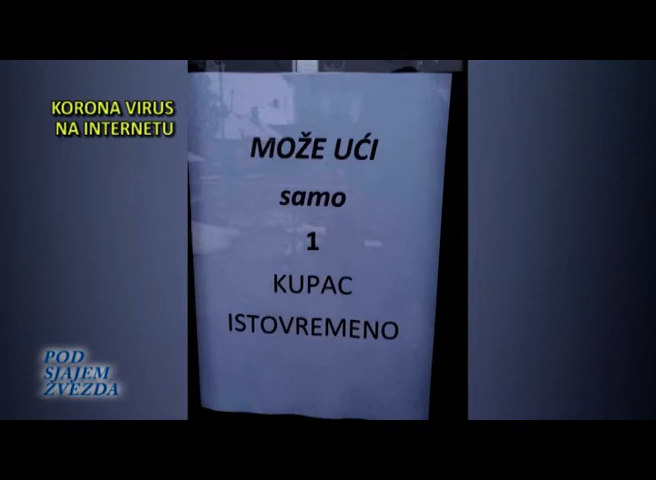 KORONA VIRUS
NA INTERNETU
MOŽE UĆI
samo
1
KUPAC
ISTOVREMENO
POD
SJAJEM
ZVEZDA